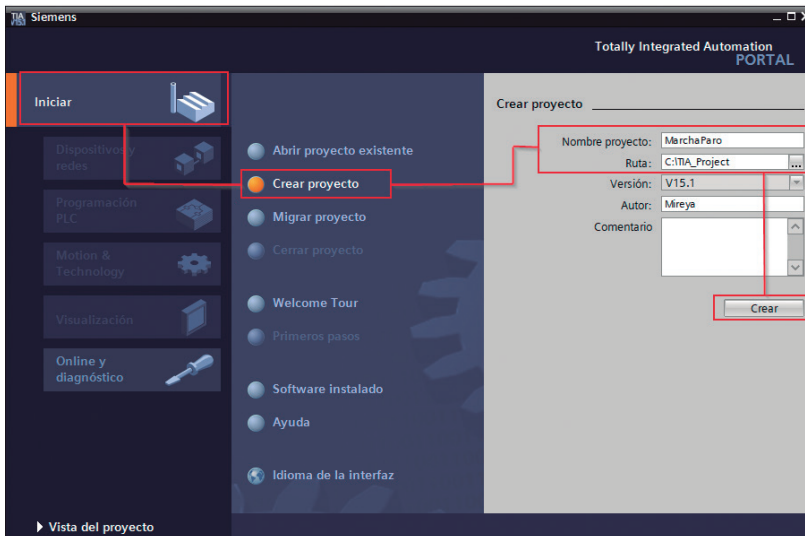 Siemens
Totally Integrated Automation
PORTAL
Iniciar
Dispositivos y
redes
Programación
PLC
Motion &
Technology
Visualización
Online y
diagnóstico
Abrir proyecto existente
Crear proyecto
Migrar proyecto
Cerrar proyecto
Welcome Tour
Primeros pasos
Software instalado
Ayuda
Idioma de la interfaz
Crear proyecto
Nombre proyecto: MarchaParo
Ruta: C:\TIA_Project ...
Versión: V15.1
Autor: Mireya
Comentario
Crear
Vista del proyecto